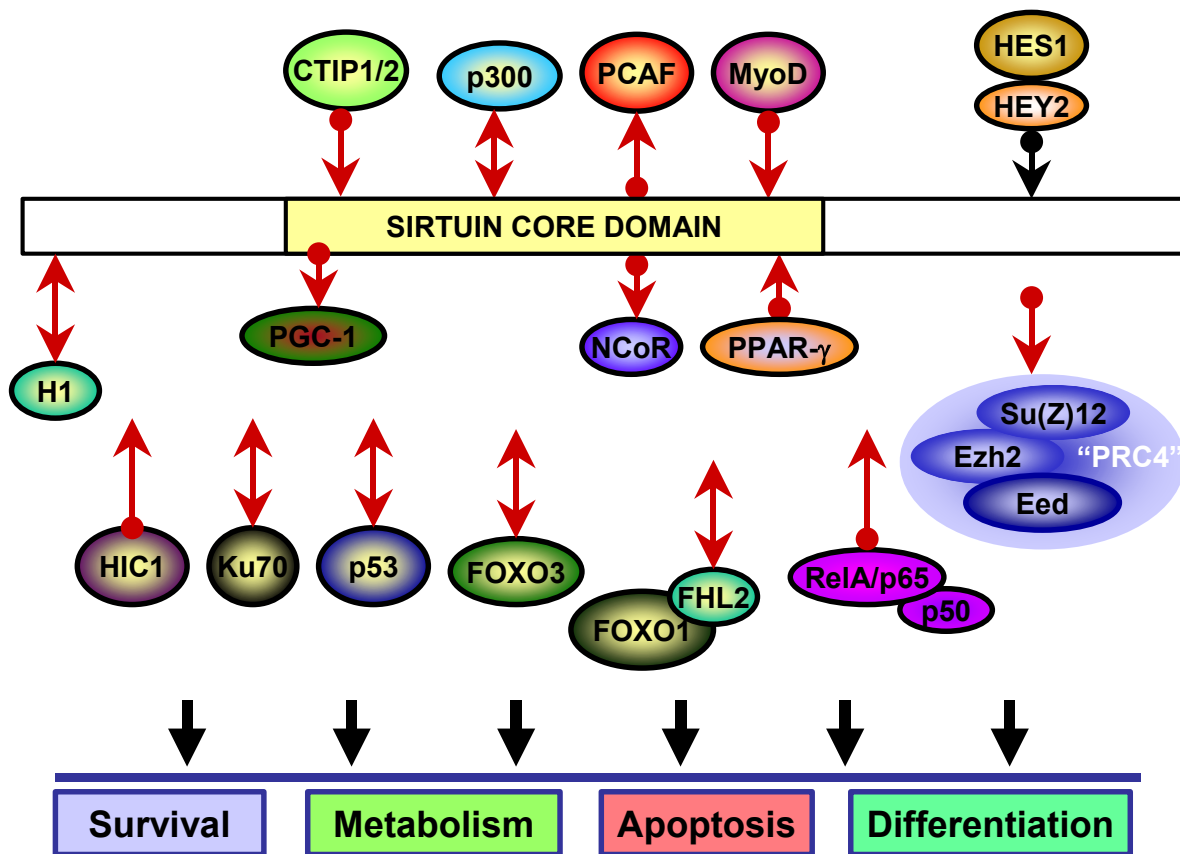 CTIP1/2
p300
PCAF
MyoD
HES1
HEY2
SIRTUIN CORE DOMAIN
PGC-1
NCoR
PPAR-γ
H1
Su(Z)12
Ezh2
“PRC4”
Eed
HIC1
Ku70
p53
FOXO3
FOXO1
FHL2
RelA/p65
p50
Survival
Metabolism
Apoptosis
Differentiation